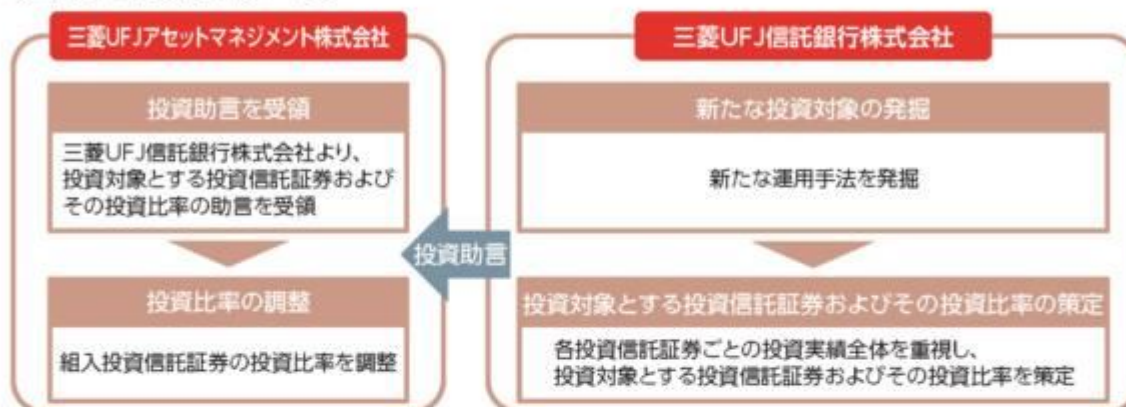 三菱UFJアセットマネジメント株式会社
投資助言を受領
三菱UFJ信託銀行株式会社より、
投資対象とする投資信託証券および
その投資比率の助言を受領
投資比率の調整
組入投資信託証券の投資比率を調整
投資助言
三菱UFJ信託銀行株式会社
新たな投資対象の発掘
新たな運用手法を発掘
投資対象とする投資信託証券およびその投資比率の策定
各投資信託証券ごとの投資実績全体を重視し、
投資対象とする投資信託証券およびその投資比率を策定